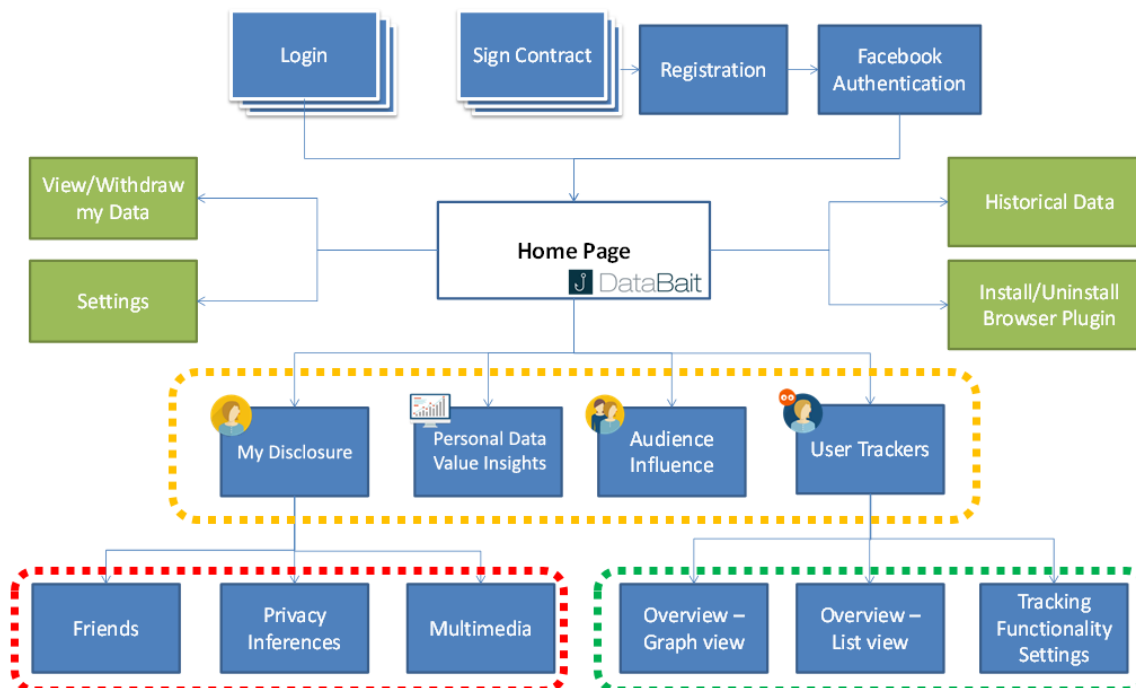 Login
Sign Contract
Registration
Facebook
Authentication
View/Withdraw
my Data
Settings
Home Page
DataBait
Historical Data
Install/Uninstall
Browser Plugin
My Disclosure
Personal Data
Value Insights
Audience
Influence
User Trackers
Friends
Privacy
Inferences
Multimedia
Overview –
Graph view
Overview –
List view
Tracking
Functionality
Settings